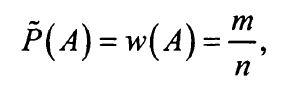 P̃(A) = w(A) = m/n,